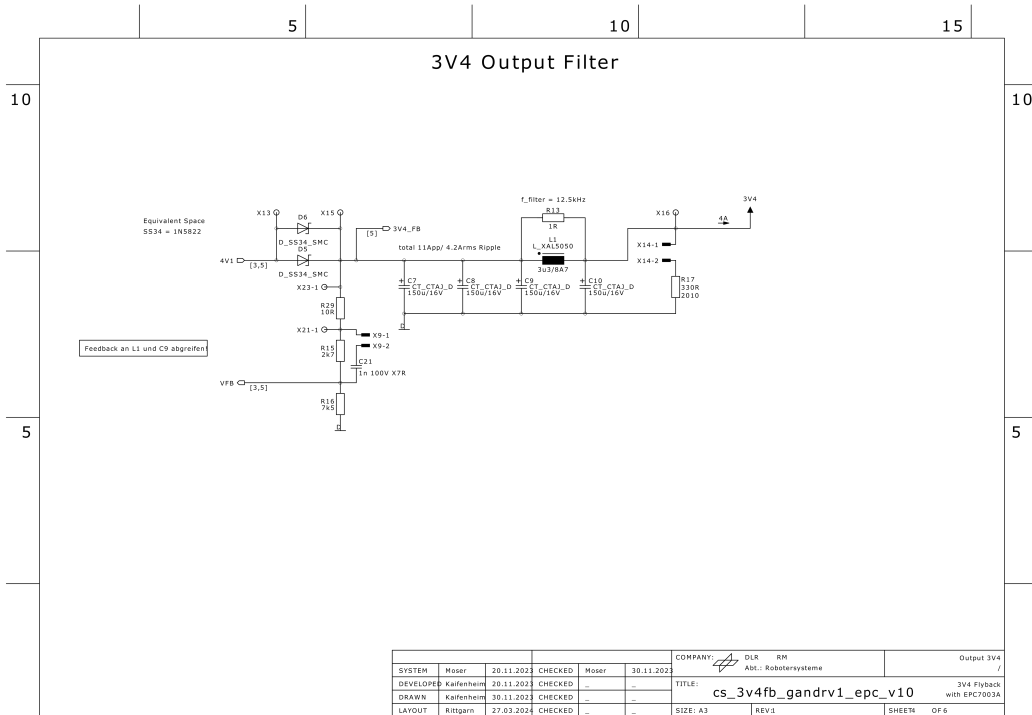 5 10 15
3V4 Output Filter
10 10
f_filter = 12.5kHz
R13
1R
L1
L_XAL5050
3u3/8A7
X13
D6
X15
D_SS34_SMC
D5
D_SS34_SMC
Equivalent Space
SS34 = 1N5822
4V1
[3,5]
[5]
3V4_FB
total 11App/ 4.2Arms Ripple
X16
4A
3V4
X14-1
X14-2
+ C7
CT_CTAJ_D
150u/16V
+ C8
CT_CTAJ_D
150u/16V
+ C9
CT_CTAJ_D
150u/16V
+ C10
CT_CTAJ_D
150u/16V
R17
330R
2010
X23-1
R29
10R
X21-1
X9-1
X9-2
R15
2k7
C21
1n 100V X7R
Feedback an L1 und C9 abgreifen!
VFB
[3,5]
R16
7k5
5 5
SYSTEM Moser 20.11.2023 CHECKED Moser 30.11.2023
DEVELOPED Kaifenheim 20.11.2023 CHECKED _ _
DRAWN Kaifenheim 30.11.2023 CHECKED _ _
LAYOUT Rittgarn 27.03.2024 CHECKED _ _
COMPANY: DLR RM
Abt.: Robotersysteme
Output 3V4
/
TITLE:
cs_3v4fb_gandrv1_epc_v10
3V4 Flyback
with EPC7003A
SIZE: A3 REV:1 SHEET4 OF 6